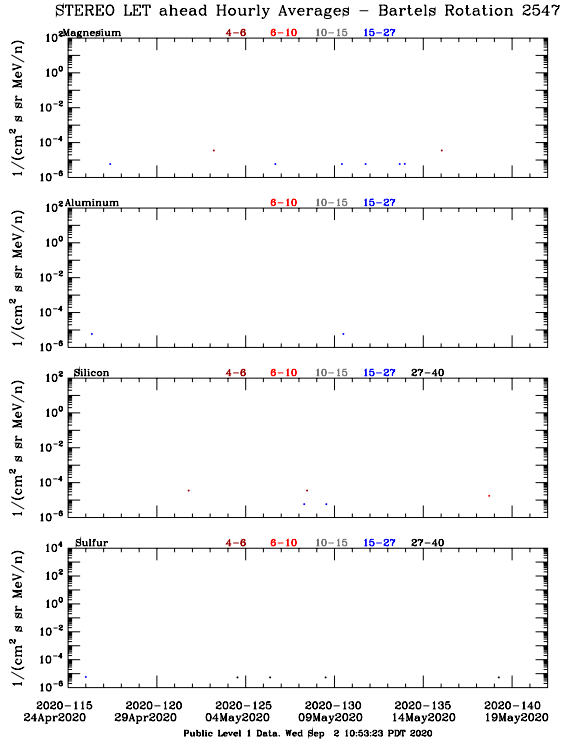 STEREO LET ahead Hourly Averages - Bartels Rotation 2547
Magnesium 4-6 6-10 10-15 15-27
10² 10⁰ 10⁻² 10⁻⁴ 10⁻⁶
1/(cm² s sr MeV/n)
Aluminum 6-10 10-15 15-27
10² 10⁰ 10⁻² 10⁻⁴ 10⁻⁶
1/(cm² s sr MeV/n)
Silicon 4-6 6-10 10-15 15-27 27-40
10² 10⁰ 10⁻² 10⁻⁴ 10⁻⁶
1/(cm² s sr MeV/n)
Sulfur 4-6 6-10 10-15 15-27 27-40
10⁴ 10² 10⁰ 10⁻² 10⁻⁴ 10⁻⁶
1/(cm² s sr MeV/n)
2020-115 2020-120 2020-125 2020-130 2020-135 2020-140
24Apr2020 29Apr2020 04May2020 09May2020 14May2020 19May2020
Public Level 1 Data. Wed Sep 2 10:53:23 PDT 2020